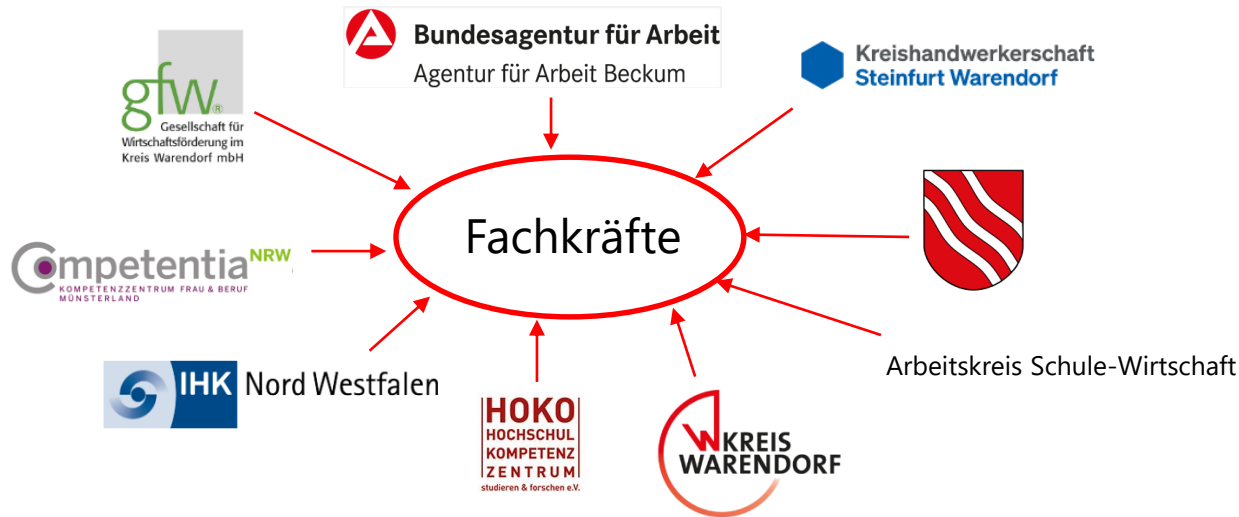 Bundesagentur für Arbeit
Agentur für Arbeit Beckum
gfw®
Gesellschaft für
Wirtschaftsförderung im
Kreis Warendorf mbH
Kreishandwerkerschaft
Steinfurt Warendorf
Fachkräfte
Competentia NRW
KOMPETENZZENTRUM FRAU & BERUF
MÜNSTERLAND
IHK Nord Westfalen
Arbeitskreis Schule-Wirtschaft
HOKO
HOCHSCHUL
KOMPETENZ
ZENTRUM
studieren & forschen e.V.
KREIS
WARENDORF